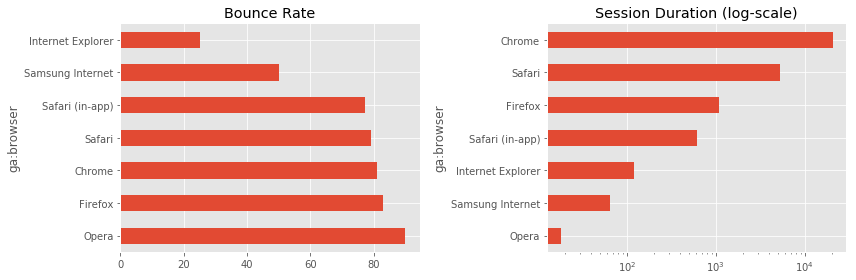 Bounce Rate
Internet Explorer
Samsung Internet
Safari (in-app)
Safari
Chrome
Firefox
Opera
ga:browser
0 20 40 60 80
Session Duration (log-scale)
Chrome
Safari
Firefox
Safari (in-app)
Internet Explorer
Samsung Internet
Opera
ga:browser
10² 10³ 10⁴